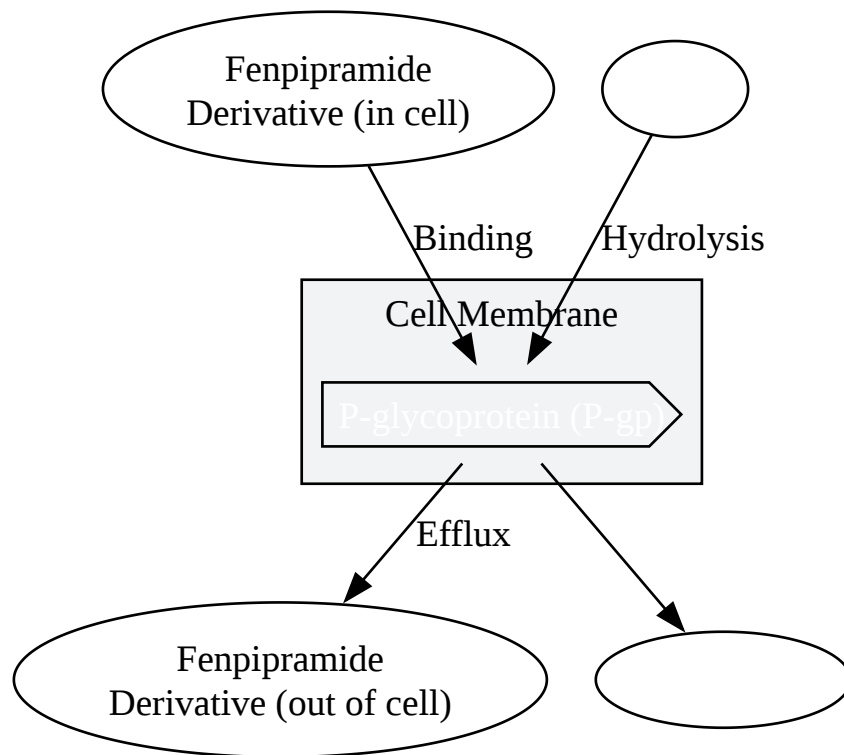 Fenpipramide
Derivative (in cell)
Binding
Hydrolysis
Cell Membrane
P-glycoprotein (P-gp)
Efflux
Fenpipramide
Derivative (out of cell)